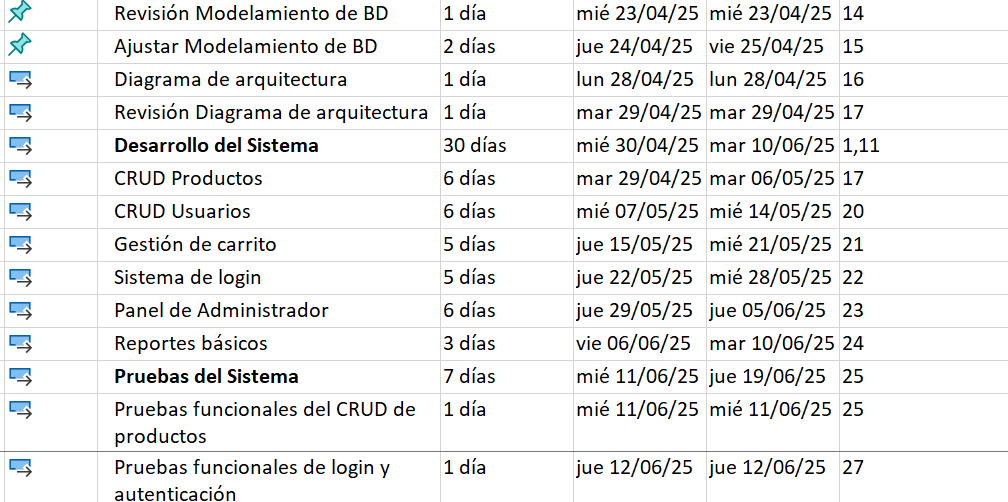 Revisión Modelamiento de BD 1 día mié 23/04/25 mié 23/04/25 14
Ajustar Modelamiento de BD 2 días jue 24/04/25 vie 25/04/25 15
Diagrama de arquitectura 1 día lun 28/04/25 lun 28/04/25 16
Revisión Diagrama de arquitectura 1 día mar 29/04/25 mar 29/04/25 17
Desarrollo del Sistema 30 días mié 30/04/25 mar 10/06/25 1,11
CRUD Productos 6 días mar 29/04/25 mar 06/05/25 17
CRUD Usuarios 6 días mié 07/05/25 mié 14/05/25 20
Gestión de carrito 5 días jue 15/05/25 mié 21/05/25 21
Sistema de login 5 días jue 22/05/25 mié 28/05/25 22
Panel de Administrador 6 días jue 29/05/25 jue 05/06/25 23
Reportes básicos 3 días vie 06/06/25 mar 10/06/25 24
Pruebas del Sistema 7 días mié 11/06/25 jue 19/06/25 25
Pruebas funcionales del CRUD de 1 día mié 11/06/25 mié 11/06/25 25
productos
Pruebas funcionales de login y 1 día jue 12/06/25 jue 12/06/25 27
autenticación